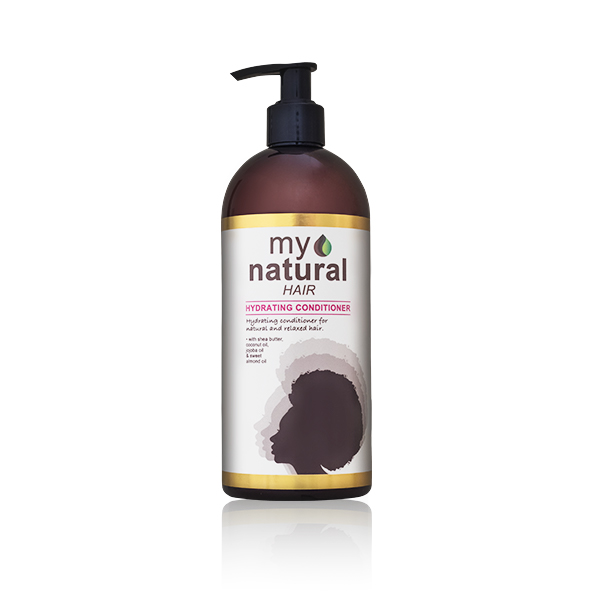 my
natural
HAIR
HYDRATING CONDITIONER
Hydrating conditioner for
natural and relaxed hair.
• with shea butter,
coconut oil,
jojoba oil
& sweet
almond oil